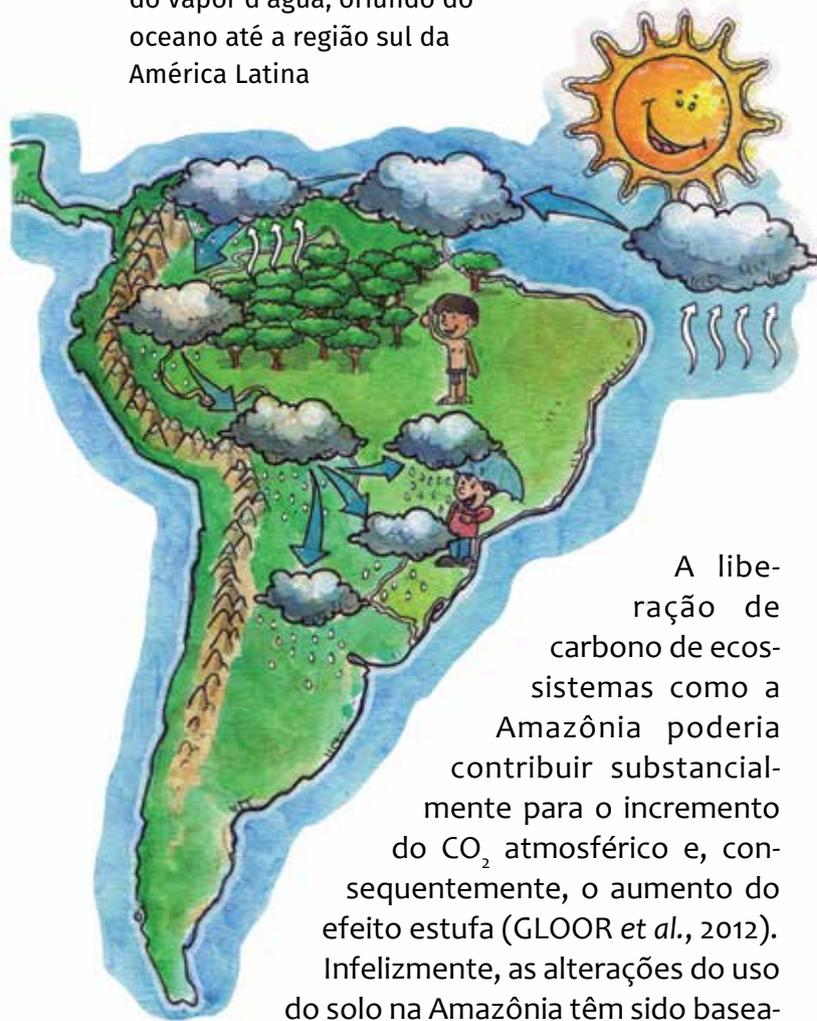 do vapor d'água, oriundo do
oceano até a região sul da
América Latina
A libe-
ração de
carbono de ecos-
sistemas como a
Amazônia poderia
contribuir substancial-
mente para o incremento
do CO₂ atmosférico e, con-
sequentemente, o aumento do
efeito estufa (GLOOR et al., 2012).
Infelizmente, as alterações do uso
do solo na Amazônia têm sido basea-